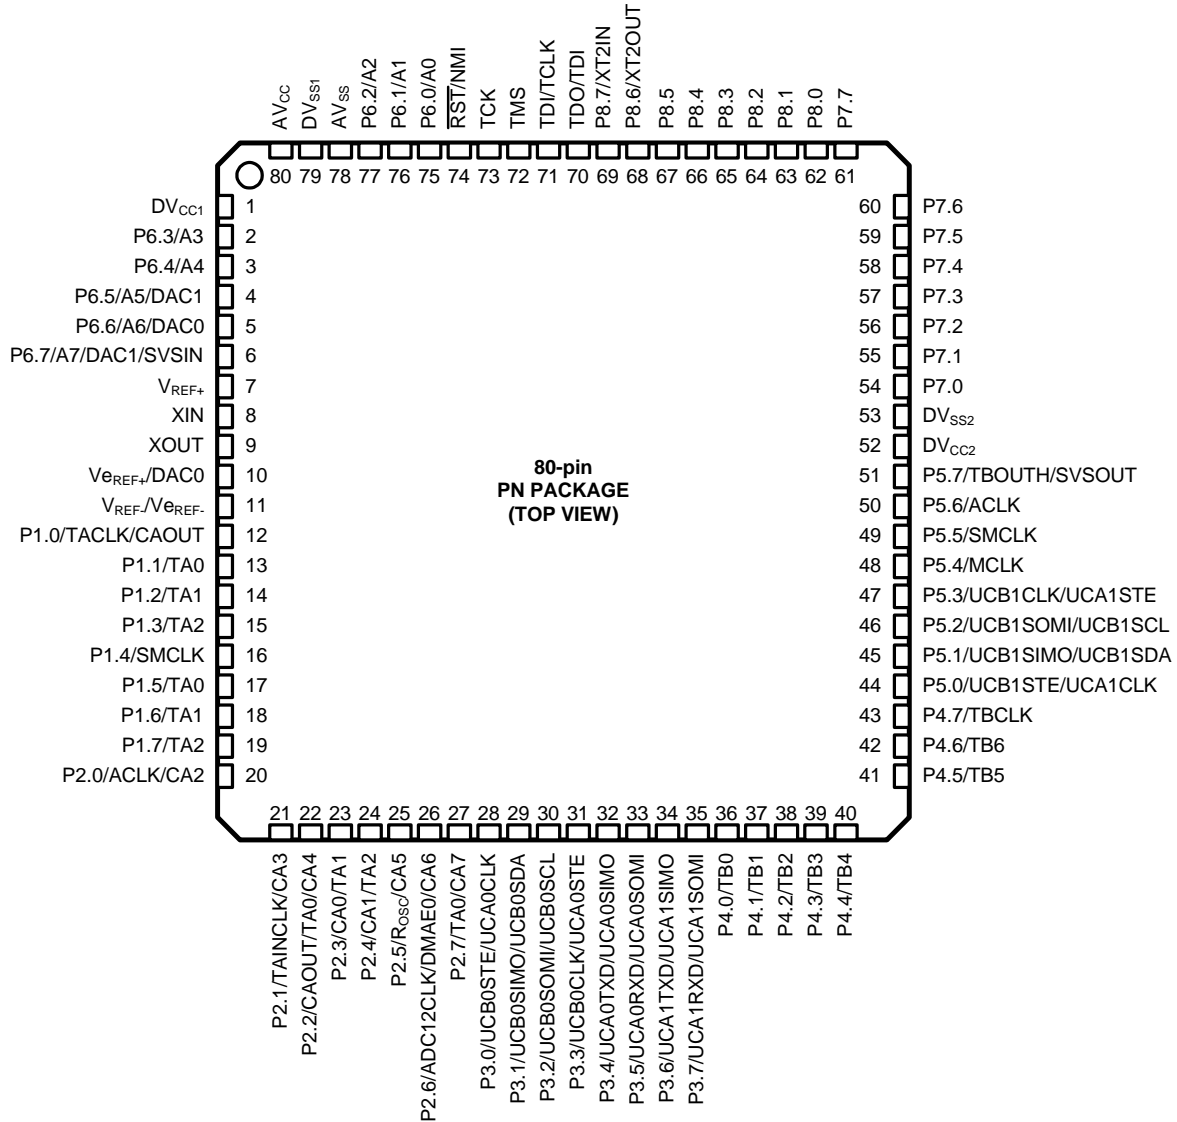 AVCC
DVSS1
AVSS
P6.2/A2
P6.1/A1
P6.0/A0
RST/NMI
TCK
TMS
TDI/TCLK
TDO/TDI
P8.7/XT2IN
P8.6/XT2OUT
P8.5
P8.4
P8.3
P8.2
P8.1
P8.0
P7.7
80 79 78 77 76 75 74 73 72 71 70 69 68 67 66 65 64 63 62 61
DVCC1 1
P6.3/A3 2
P6.4/A4 3
P6.5/A5/DAC1 4
P6.6/A6/DAC0 5
P6.7/A7/DAC1/SVSIN 6
VREF+ 7
XIN 8
XOUT 9
VeREF+/DAC0 10
VREF-/VeREF- 11
P1.0/TACLK/CAOUT 12
P1.1/TA0 13
P1.2/TA1 14
P1.3/TA2 15
P1.4/SMCLK 16
P1.5/TA0 17
P1.6/TA1 18
P1.7/TA2 19
P2.0/ACLK/CA2 20
80-pin
PN PACKAGE
(TOP VIEW)
60 P7.6
59 P7.5
58 P7.4
57 P7.3
56 P7.2
55 P7.1
54 P7.0
53 DVSS2
52 DVCC2
51 P5.7/TBOUTH/SVSOUT
50 P5.6/ACLK
49 P5.5/SMCLK
48 P5.4/MCLK
47 P5.3/UCB1CLK/UCA1STE
46 P5.2/UCB1SOMI/UCB1SCL
45 P5.1/UCB1SIMO/UCB1SDA
44 P5.0/UCB1STE/UCA1CLK
43 P4.7/TBCLK
42 P4.6/TB6
41 P4.5/TB5
21 22 23 24 25 26 27 28 29 30 31 32 33 34 35 36 37 38 39 40
P2.1/TAINCLK/CA3
P2.2/CAOUT/TA0/CA4
P2.3/CA0/TA1
P2.4/CA1/TA2
P2.5/ROSC/CA5
P2.6/ADC12CLK/DMAE0/CA6
P2.7/TA0/CA7
P3.0/UCB0STE/UCA0CLK
P3.1/UCB0SIMO/UCB0SDA
P3.2/UCB0SOMI/UCB0SCL
P3.3/UCB0CLK/UCA0STE
P3.4/UCA0TXD/UCA0SIMO
P3.5/UCA0RXD/UCA0SOMI
P3.6/UCA1TXD/UCA1SIMO
P3.7/UCA1RXD/UCA1SOMI
P4.0/TB0
P4.1/TB1
P4.2/TB2
P4.3/TB3
P4.4/TB4